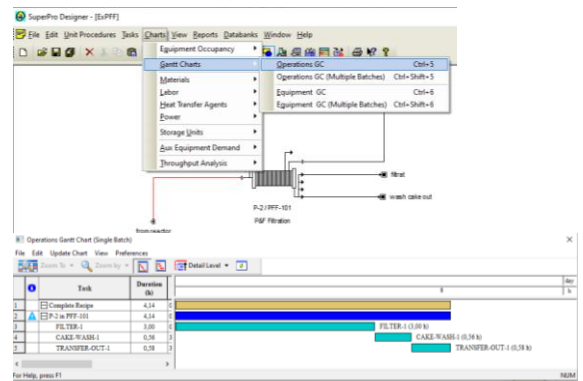 SuperPro Designer - [ExPFF]
File Edit Unit Procedures Tasks Charts View Reports Databanks Window Help
Equipment Occupancy
Gantt Charts
Operations GC Ctrl+5
Materials
Operations GC (Multiple Batches) Ctrl+Shift+5
Labor
Equipment GC Ctrl+6
Heat Transfer Agents
Equipment GC (Multiple Batches) Ctrl+Shift+6
Power
Storage Units
Aux Equipment Demand
Throughput Analysis
filtrat
wash cake out
P-2 / PFF-101
from reactor
P&F Filtration
Operations Gantt Chart (Single Batch)
File Edit Update Chart View Preferences
Zoom To Zoom by Detail Level
Task Duration (h) day
8 h
1 Complete Recipe 4,14
2 P-2 in PFF-101 4,14
3 FILTER-1 3,00 FILTER-1 (3,00 h)
4 CAKE-WASH-1 0,56 CAKE-WASH-1 (0,56 h)
5 TRANSFER-OUT-1 0,58 TRANSFER-OUT-1 (0,58 h)
For Help, press F1 NUM